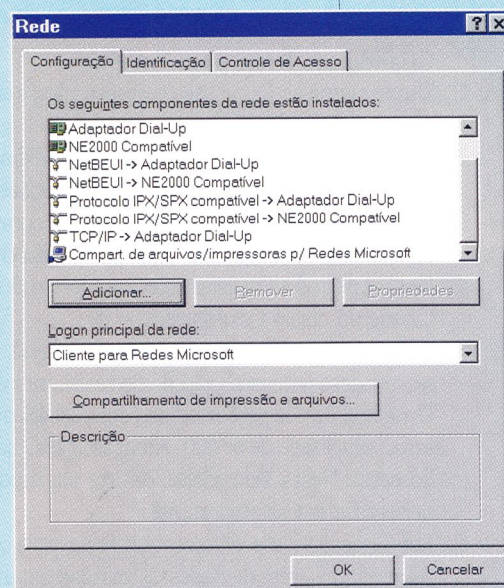 Rede
Configuração Identificação Controle de Acesso
Os seguintes componentes da rede estão instalados:
Adaptador Dial-Up
NE2000 Compatível
NetBEUI -> Adaptador Dial-Up
NetBEUI -> NE2000 Compatível
Protocolo IPX/SPX compatível -> Adaptador Dial-Up
Protocolo IPX/SPX compatível -> NE2000 Compatível
TCP/IP -> Adaptador Dial-Up
Compart. de arquivos/impressoras p/ Redes Microsoft
Adicionar... Remover Propriedades
Logon principal da rede:
Cliente para Redes Microsoft
Compartilhamento de impressão e arquivos...
Descrição
OK Cancelar